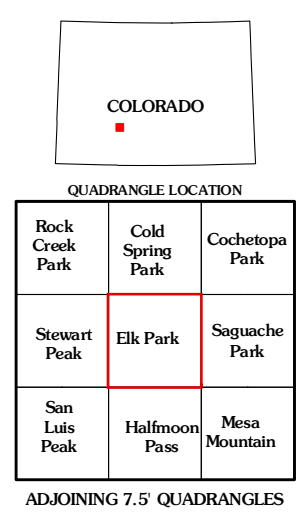 COLORADO
QUADRANGLE LOCATION
Rock
Creek
Park
Cold
Spring
Park
Cochetopa
Park
Stewart
Peak
Elk Park
Saguache
Park
San
Luis
Peak
Halfmoon
Pass
Mesa
Mountain
ADJOINING 7.5' QUADRANGLES